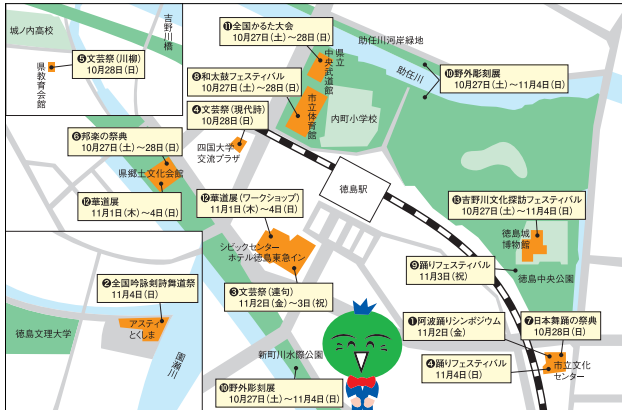 城ノ内高校
吉野川橋
県教育会館
❺文芸祭(川柳)
10月28日(日)
⓫全国かるた大会
10月27日(土)〜28日(日)
県立中央武道館
助任川河岸緑地
助任川
❿野外彫刻展
10月27日(土)〜11月4日(日)
❽和太鼓フェスティバル
10月27日(土)〜28日(日)
市立体育館
内町小学校
❹文芸祭(現代詩)
10月28日(日)
四国大学
交流プラザ
❻邦楽の祭典
10月27日(土)〜28日(日)
県郷土文化会館
⓬華道展
11月1日(木)〜4日(日)
徳島駅
⓬華道展(ワークショップ)
11月1日(木)〜4日(日)
シビックセンター
ホテル徳島東急イン
❸文芸祭(連句)
11月2日(金)〜3日(祝)
⓭吉野川文化探訪フェスティバル
10月27日(土)〜11月4日(日)
徳島城
博物館
❾踊りフェスティバル
11月3日(祝)
徳島中央公園
❷全国吟詠剣詩舞道祭
11月4日(日)
アスティ
とくしま
徳島文理大学
園瀬川
新町川水際公園
❿野外彫刻展
10月27日(土)〜11月4日(日)
❶阿波踊りシンポジウム
11月2日(金)
❼日本舞踊の祭典
10月28日(日)
❹踊りフェスティバル
11月4日(日)
市立文化
センター